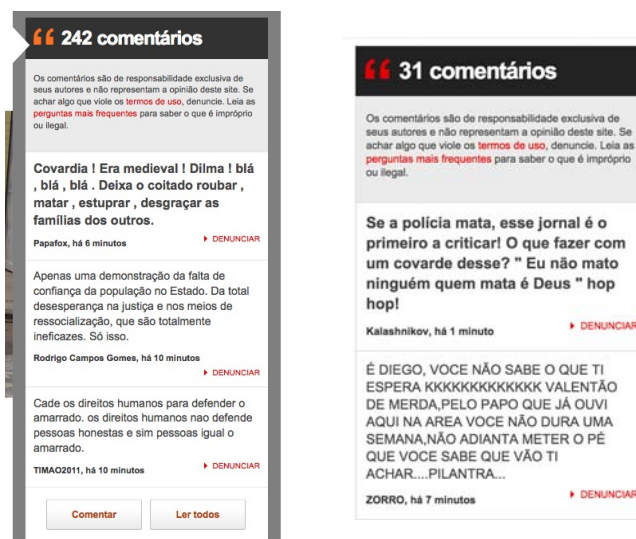 242 comentários
Os comentários são de responsabilidade exclusiva de
seus autores e não representam a opinião deste site. Se
achar algo que viole os termos de uso, denuncie. Leia as
perguntas mais frequentes para saber o que é impróprio
ou ilegal.
Covardia ! Era medieval ! Dilma ! blá
, blá , blá . Deixa o coitado roubar ,
matar , estuprar , desgraçar as
famílias dos outros.
Papafox, há 6 minutos
DENUNCIAR
Apenas uma demonstração da falta de
confiança da população no Estado. Da total
desesperança na justiça e nos meios de
ressocialização, que são totalmente
ineficazes. Só isso.
Rodrigo Campos Gomes, há 10 minutos
DENUNCIAR
Cade os direitos humanos para defender o
amarrado. os direitos humanos nao defende
pessoas honestas e sim pessoas igual o
amarrado.
TIMAO2011, há 10 minutos
DENUNCIAR
Comentar
Ler todos
31 comentários
Os comentários são de responsabilidade exclusiva de
seus autores e não representam a opinião deste site. Se
achar algo que viole os termos de uso, denuncie. Leia as
perguntas mais frequentes para saber o que é impróprio
ou ilegal.
Se a polícia mata, esse jornal é o
primeiro a criticar! O que fazer com
um covarde desse? " Eu não mato
ninguém quem mata é Deus " hop
hop!
Kalashnikov, há 1 minuto
DENUNCIAR
É DIEGO, VOCE NÃO SABE O QUE TI
ESPERA KKKKKKKKKKKKK VALENTÃO
DE MERDA,PELO PAPO QUE JÁ OUVI
AQUI NA AREA VOCE NÃO DURA UMA
SEMANA,NÃO ADIANTA METER O PÉ
QUE VOCE SABE QUE VÃO TI
ACHAR....PILANTRA...
ZORRO, há 7 minutos
DENUNCIAR